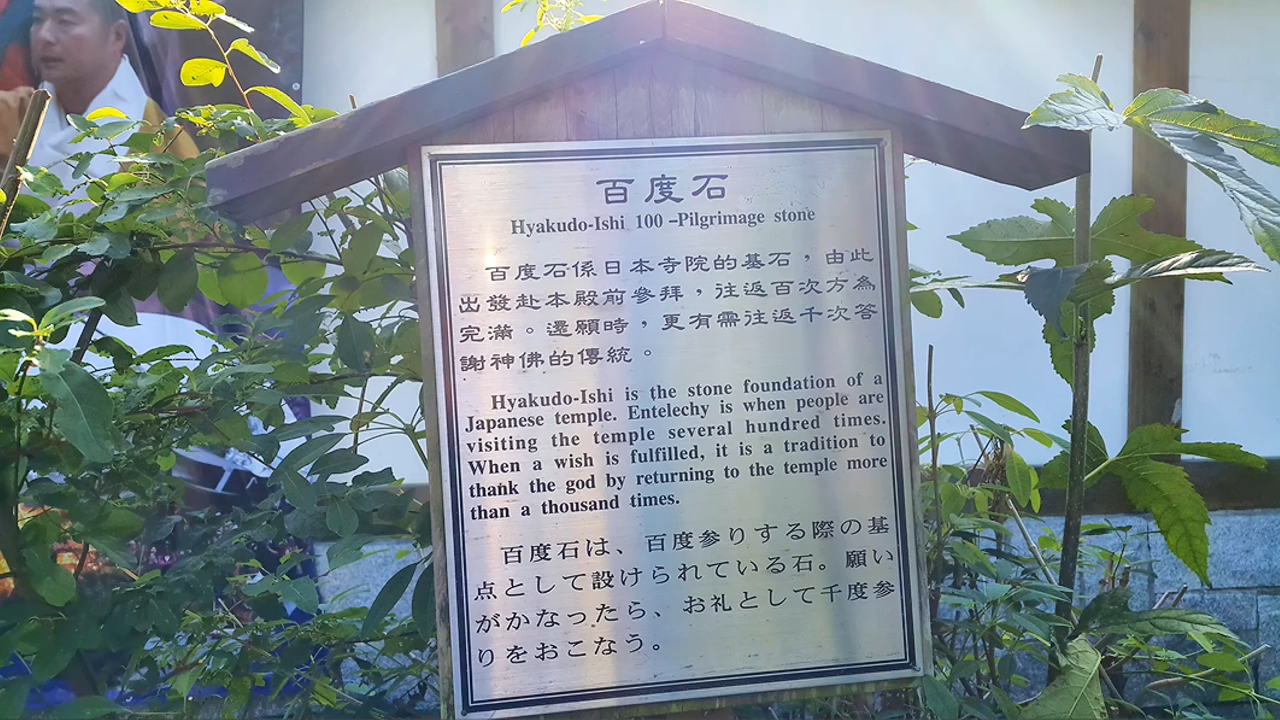 百度石
Hyakudo-Ishi 100 -Pilgrimage stone
百度石係日本寺院的基石，由此
出發赴本殿前參拜，往返百次方為
完滿。還願時，更有需往返千次答
謝神佛的傳統。
Hyakudo-Ishi is the stone foundation of a
Japanese temple. Entelechy is when people are
visiting the temple several hundred times.
When a wish is fulfilled, it is a tradition to
thank the god by returning to the temple more
than a thousand times.
百度石は、百度参りする際の基
点として設けられている石。願い
がかなったら、お礼として千度参
りをおこなう。